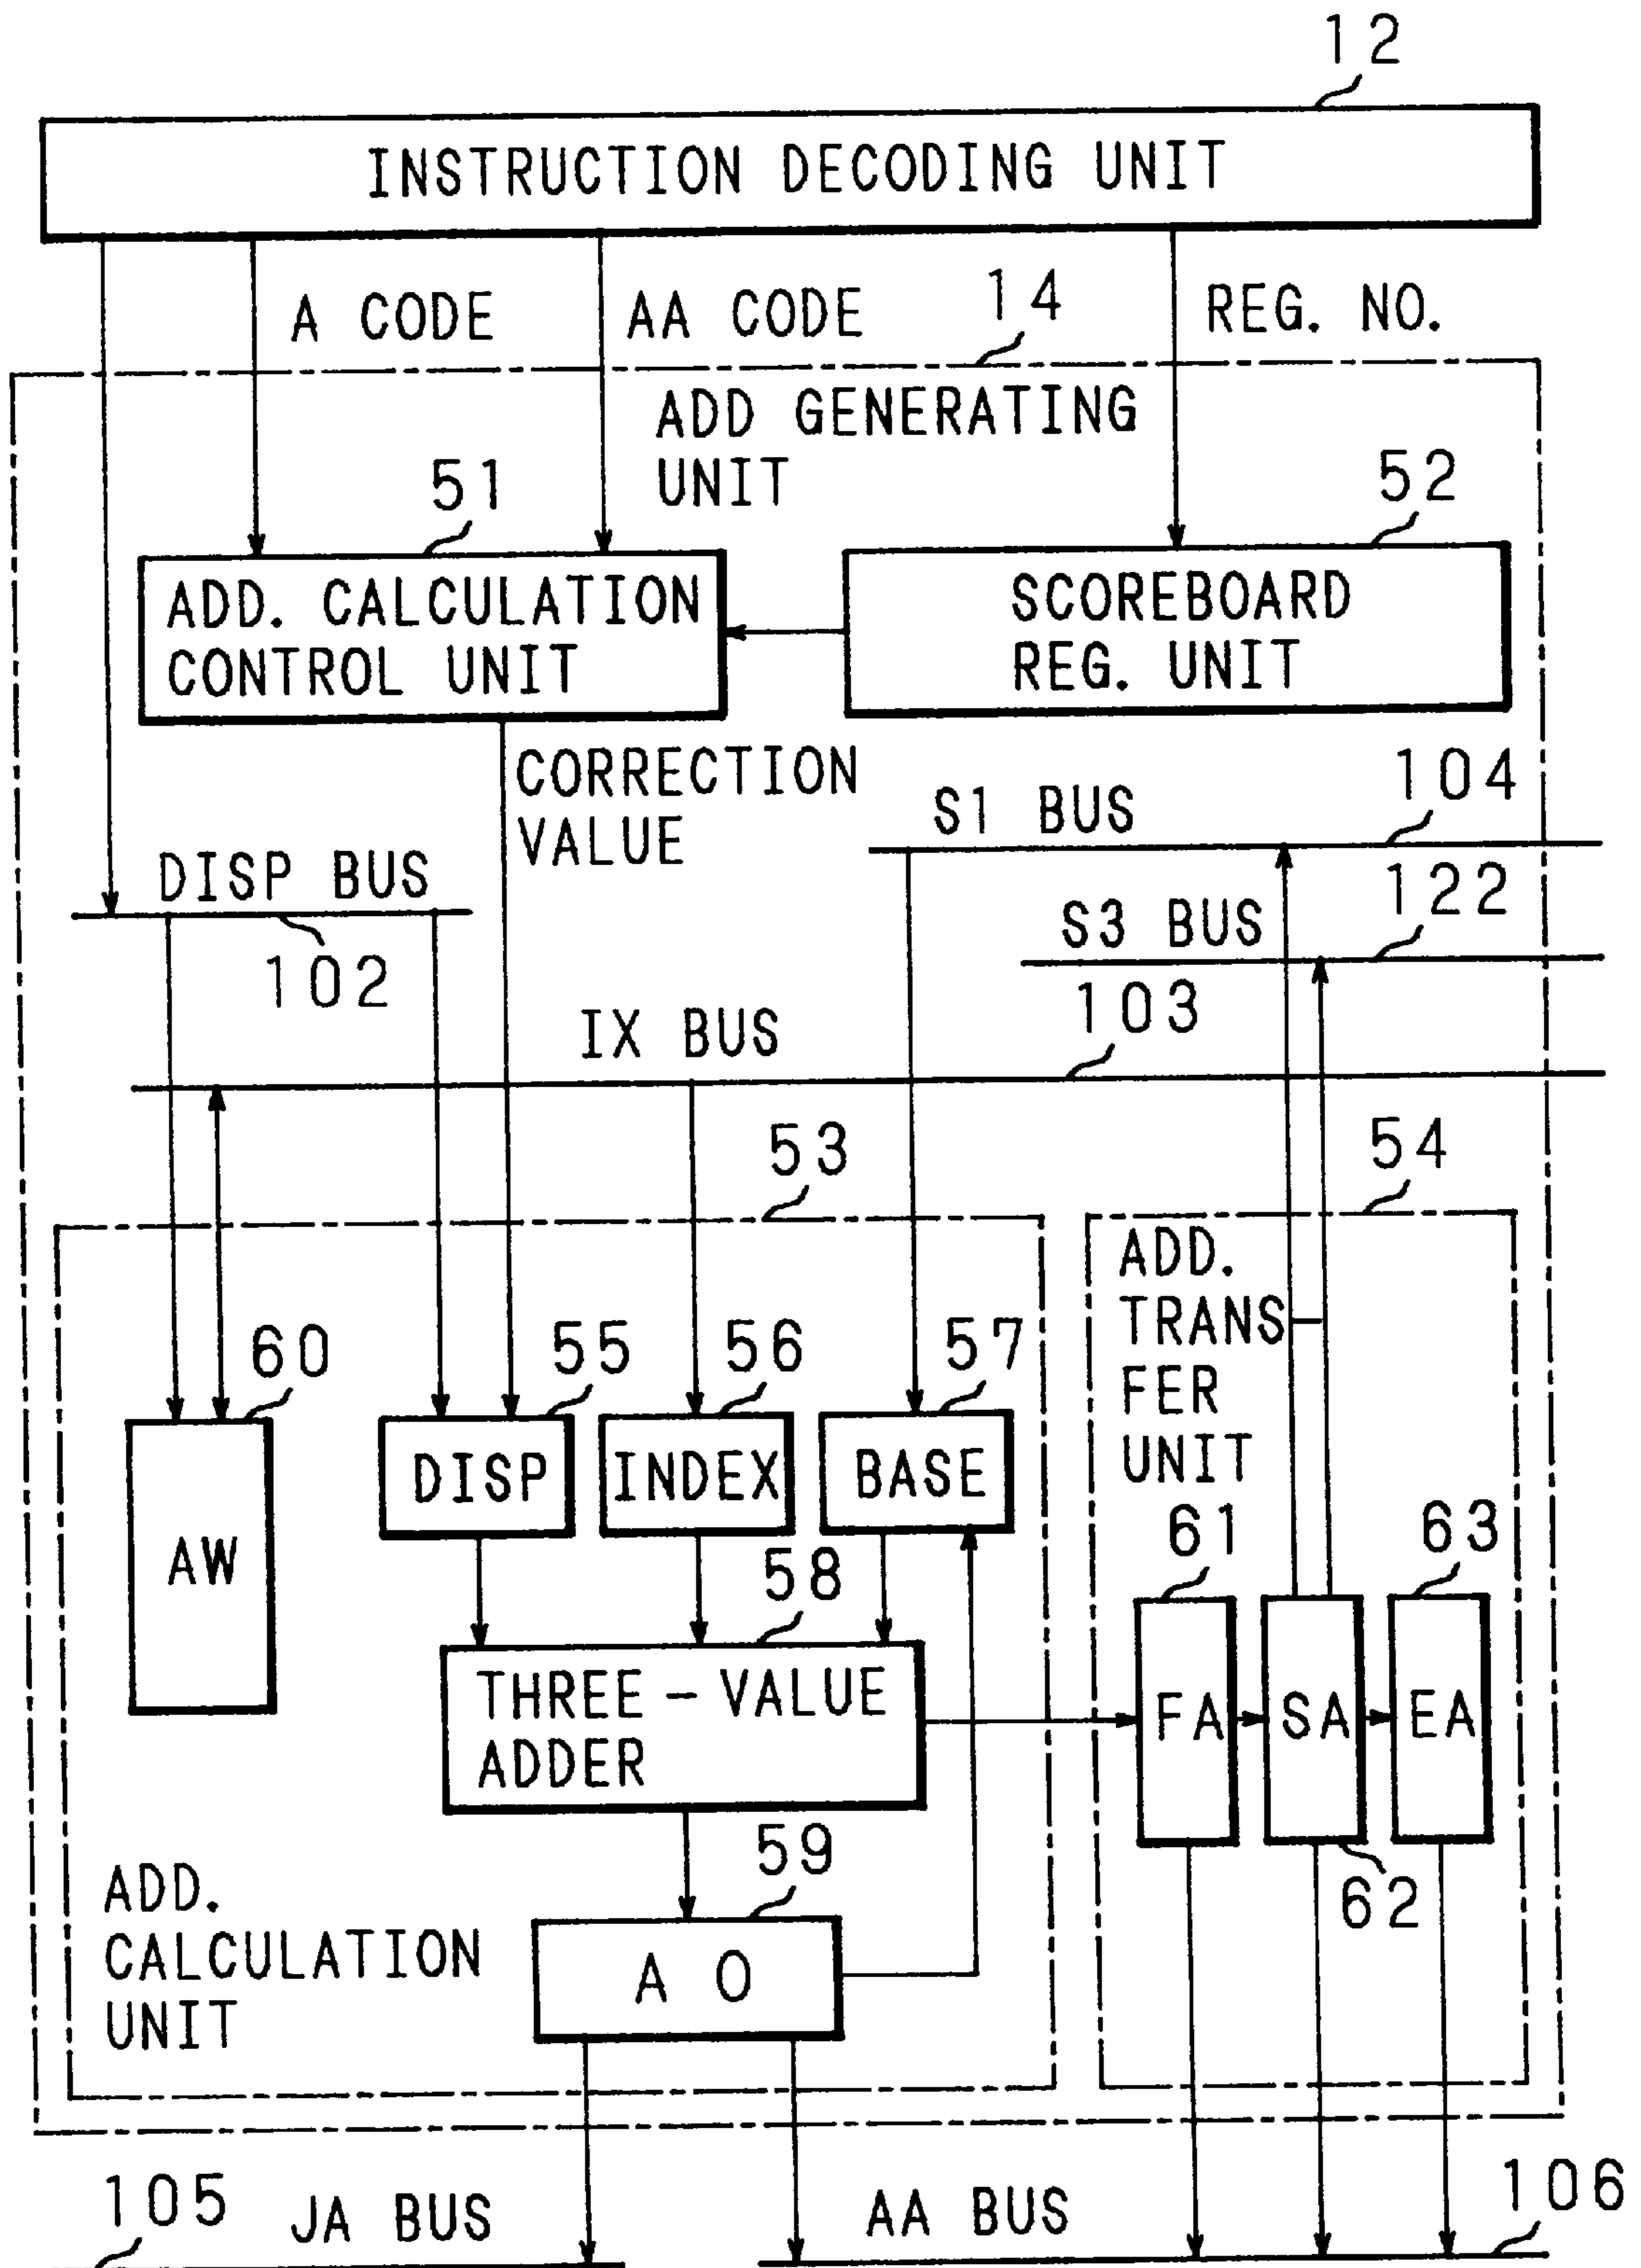 12
INSTRUCTION DECODING UNIT
A CODE
AA CODE
14
REG. NO.
ADD GENERATING
UNIT
51
52
ADD. CALCULATION
CONTROL UNIT
SCOREBOARD
REG. UNIT
CORRECTION
VALUE
S1 BUS
104
DISP BUS
102
S3 BUS
122
IX BUS
103
53
54
ADD.
TRANS-
FER
UNIT
60
55
56
57
AW
DISP
INDEX
BASE
58
61
63
THREE-VALUE
ADDER
FA
SA
EA
59
62
ADD.
CALCULATION
UNIT
A O
105
JA BUS
AA BUS
106